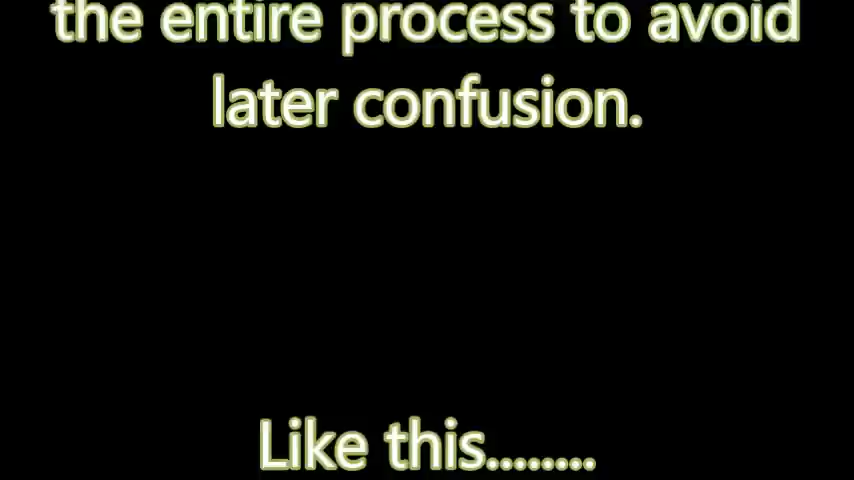 the entire process to avoid
later confusion.
Like this........